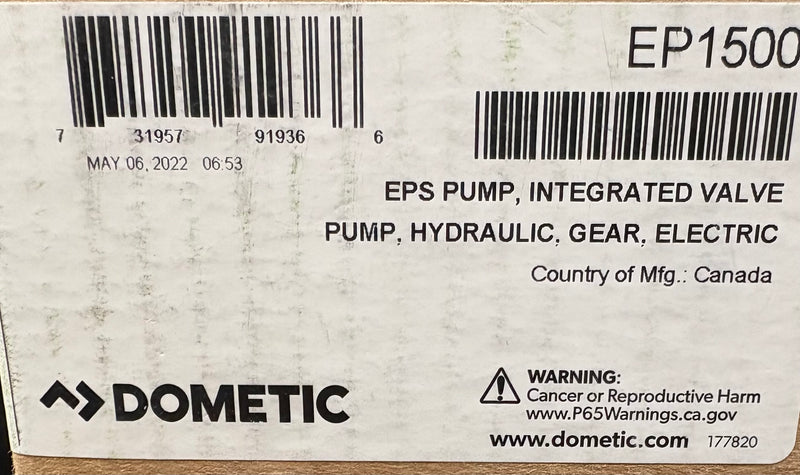 EP1500
7 31957 91936 6
MAY 06, 2022 06:53
EPS PUMP, INTEGRATED VALVE
PUMP, HYDRAULIC, GEAR, ELECTRIC
Country of Mfg.: Canada
DOMETIC
WARNING:
Cancer or Reproductive Harm
www.P65Warnings.ca.gov
www.dometic.com 177820